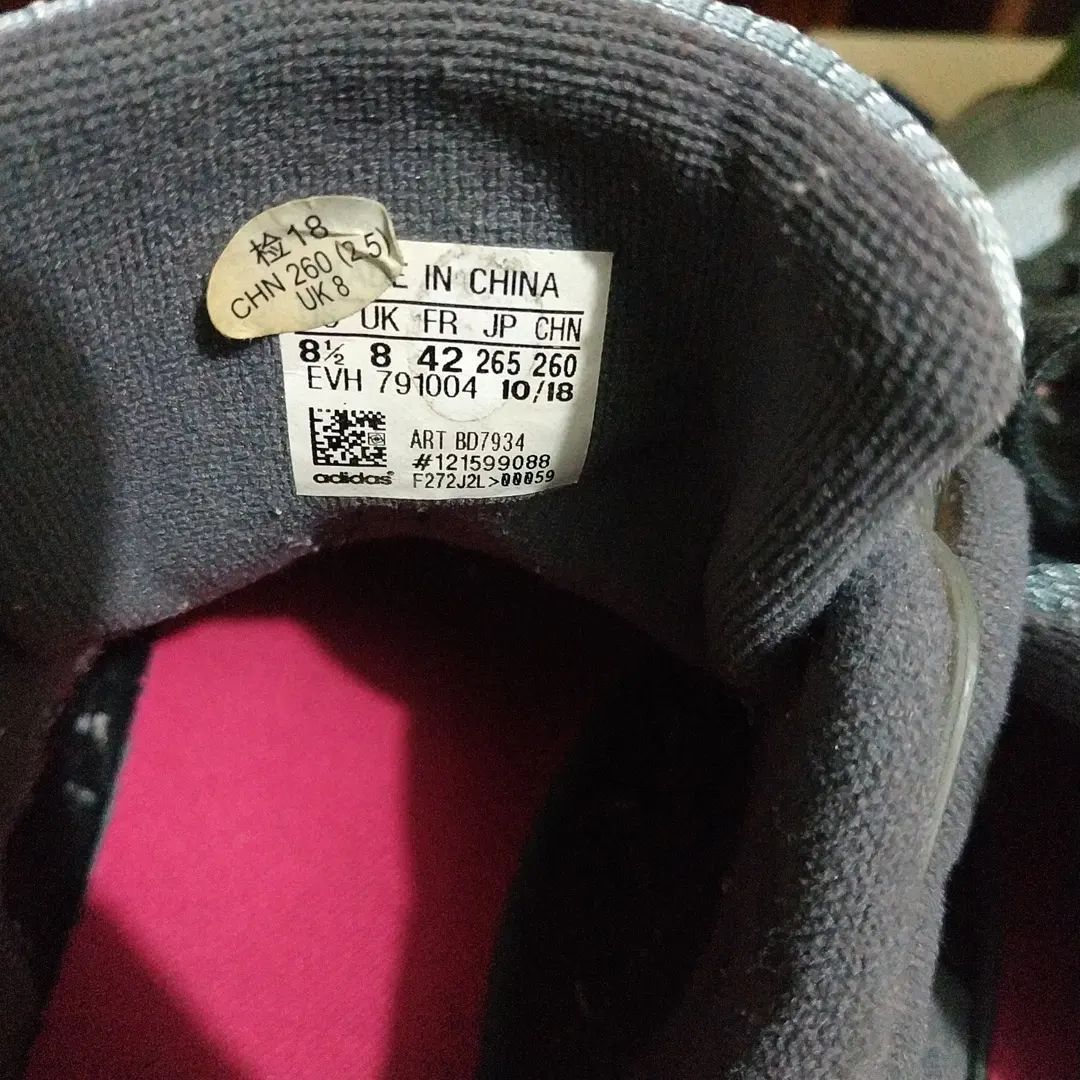 检18
CHN 260 (2.5)
UK 8
E IN CHINA
UK FR JP CHN
8½ 8 42 265 260
EVH 791004 10/18
ART BD7934
#121599088
adidas
F272J2L>00059